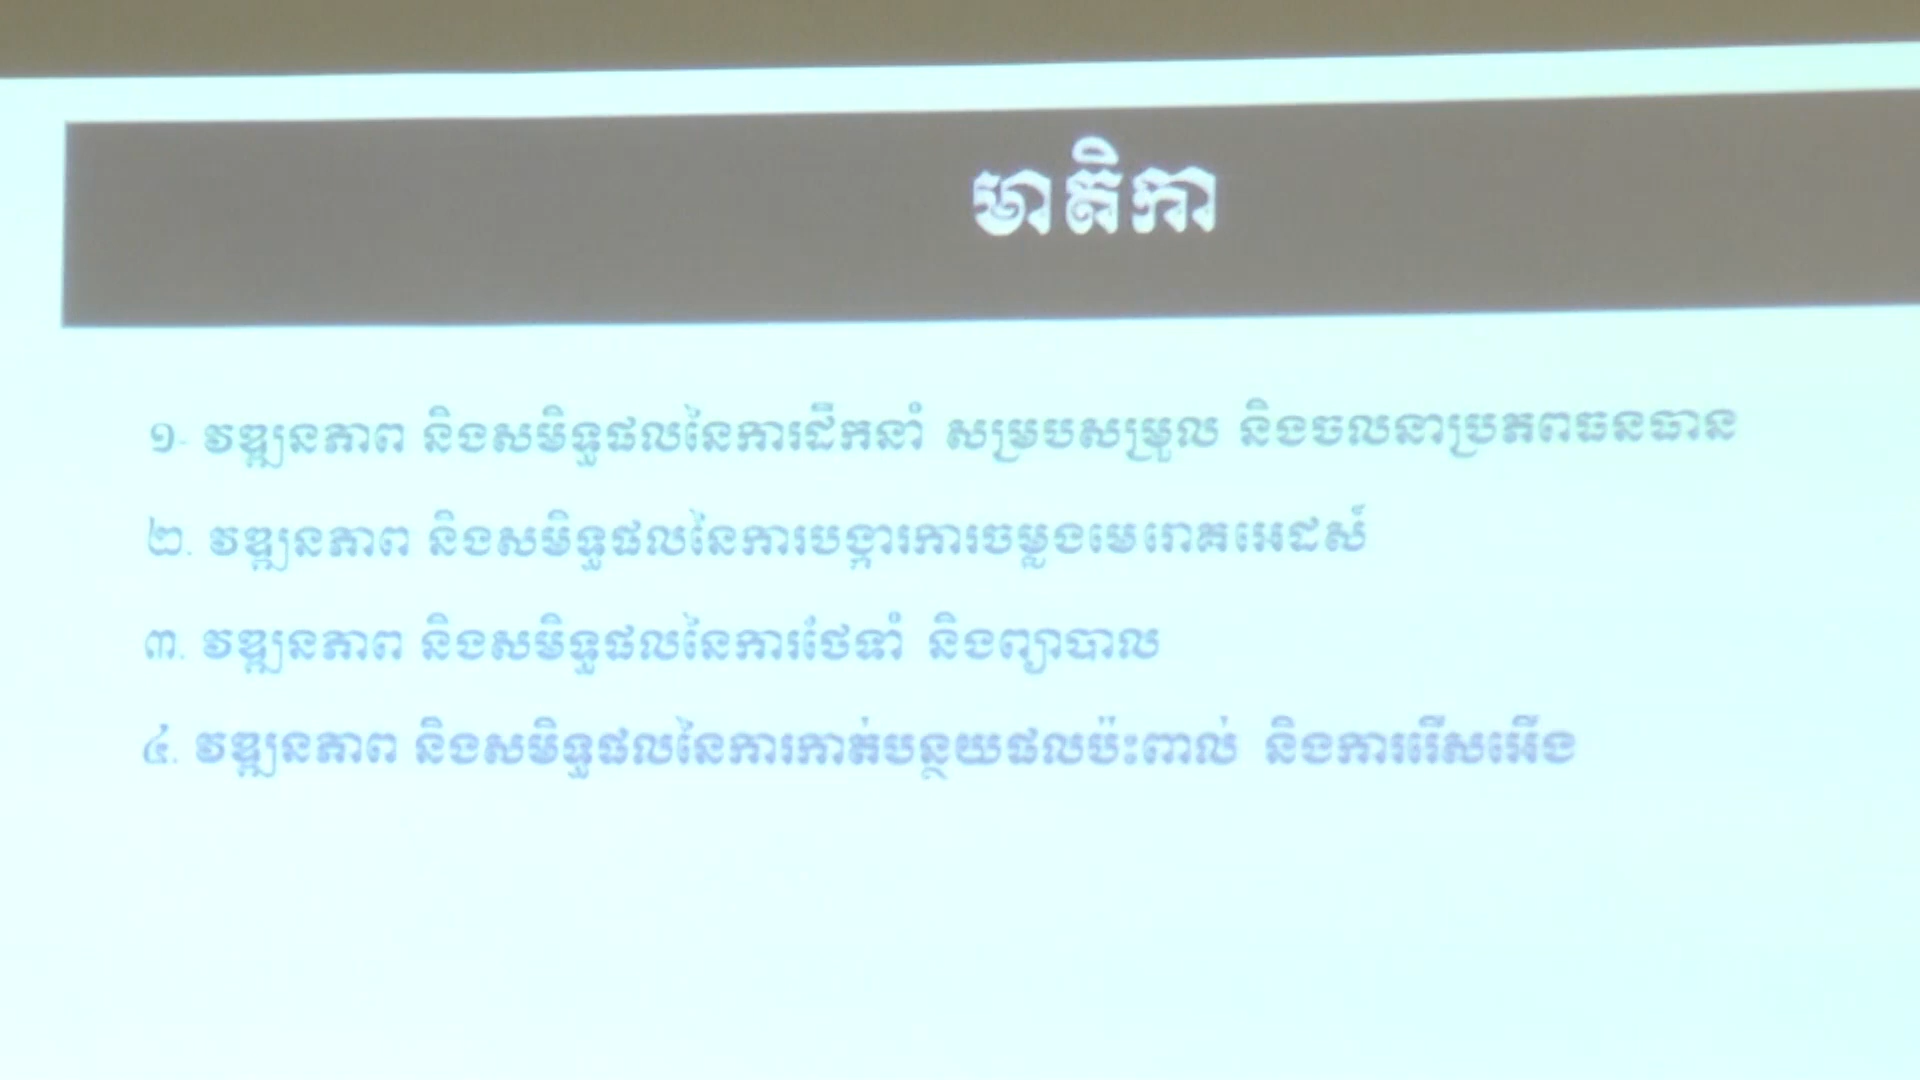 មាតិកា
១- វឌ្ឍនភាព និងសមិទ្ធផលនៃការដឹកនាំ សម្របសម្រួល និងចលនាប្រភពធនធាន
២. វឌ្ឍនភាព និងសមិទ្ធផលនៃការបង្ការការចម្លងមេរោគអេដស៍
៣. វឌ្ឍនភាព និងសមិទ្ធផលនៃការថែទាំ និងព្យាបាល
៤. វឌ្ឍនភាព និងសមិទ្ធផលនៃការកាត់បន្ថយផលប៉ះពាល់ និងការរើសអើង